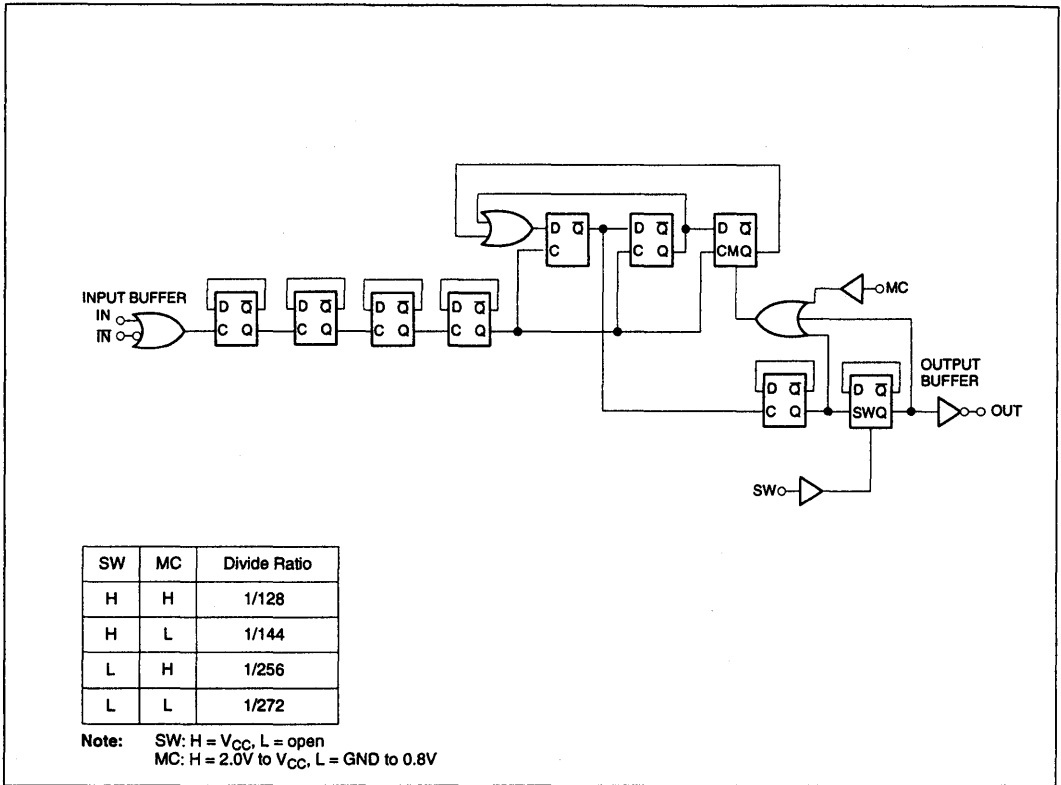 D Q̅
C
D Q̅
C Q
D Q̅
CMQ
MC
INPUT BUFFER
IN
I̅N̅
D Q̅
C Q
D Q̅
C Q
D Q̅
C Q
D Q̅
C Q
OUTPUT
BUFFER
D Q̅
C Q
D Q̅
SWQ
OUT
SW
SW MC Divide Ratio
H H 1/128
H L 1/144
L H 1/256
L L 1/272
Note: SW: H = VCC, L = open
MC: H = 2.0V to VCC, L = GND to 0.8V